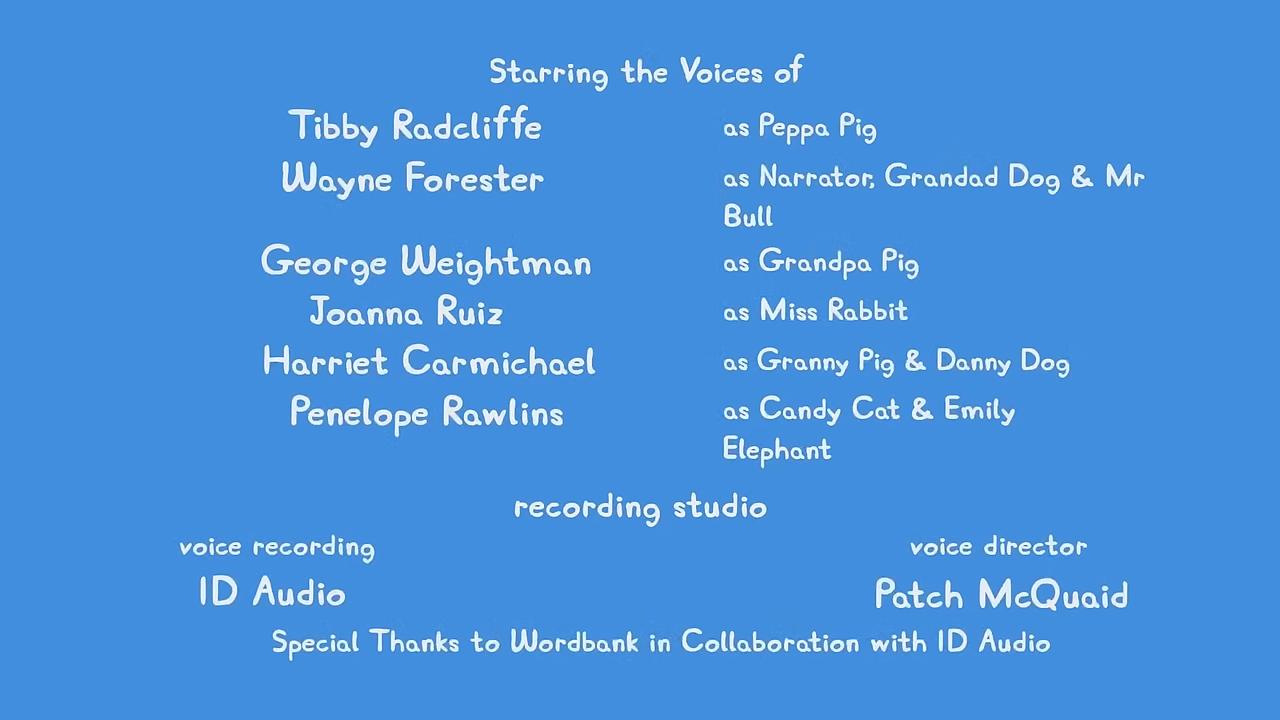 Starring the Voices of
Tibby Radcliffe as Peppa Pig
Wayne Forester as Narrator, Grandad Dog & Mr
Bull
George Weightman as Grandpa Pig
Joanna Ruiz as Miss Rabbit
Harriet Carmichael as Granny Pig & Danny Dog
Penelope Rawlins as Candy Cat & Emily
Elephant
recording studio
voice recording voice director
ID Audio Patch McQuaid
Special Thanks to Wordbank in Collaboration with ID Audio